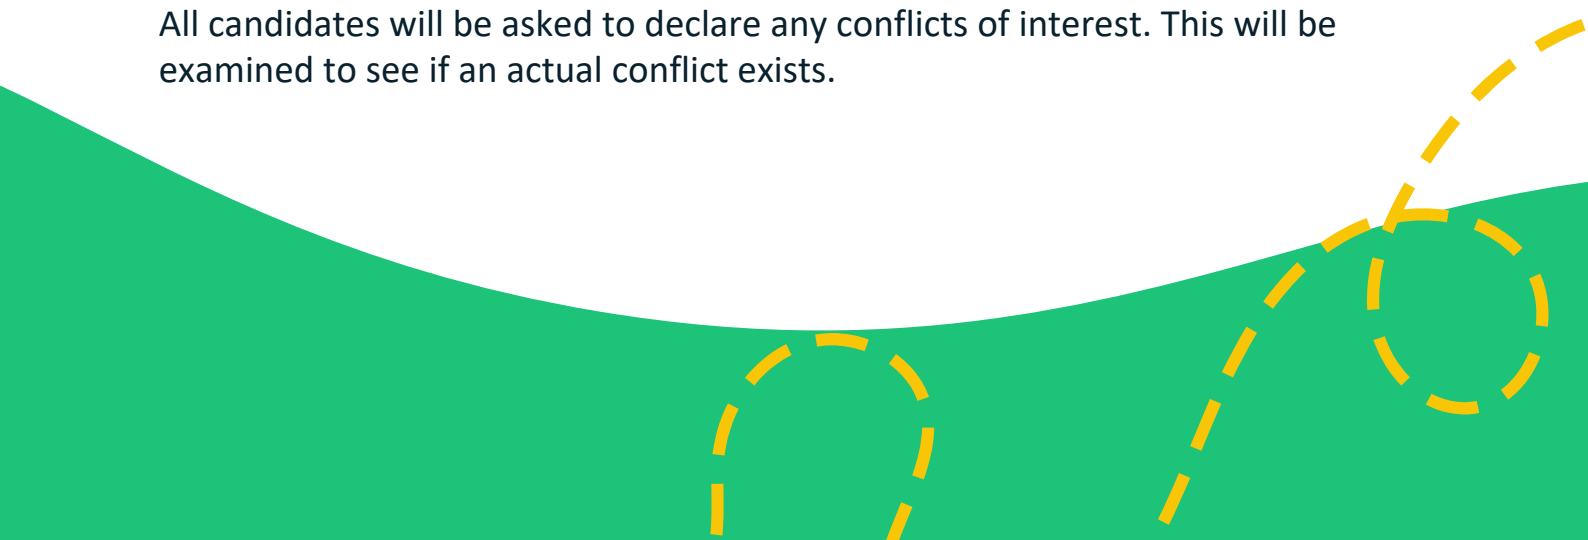 All candidates will be asked to declare any conflicts of interest. This will be
examined to see if an actual conflict exists.